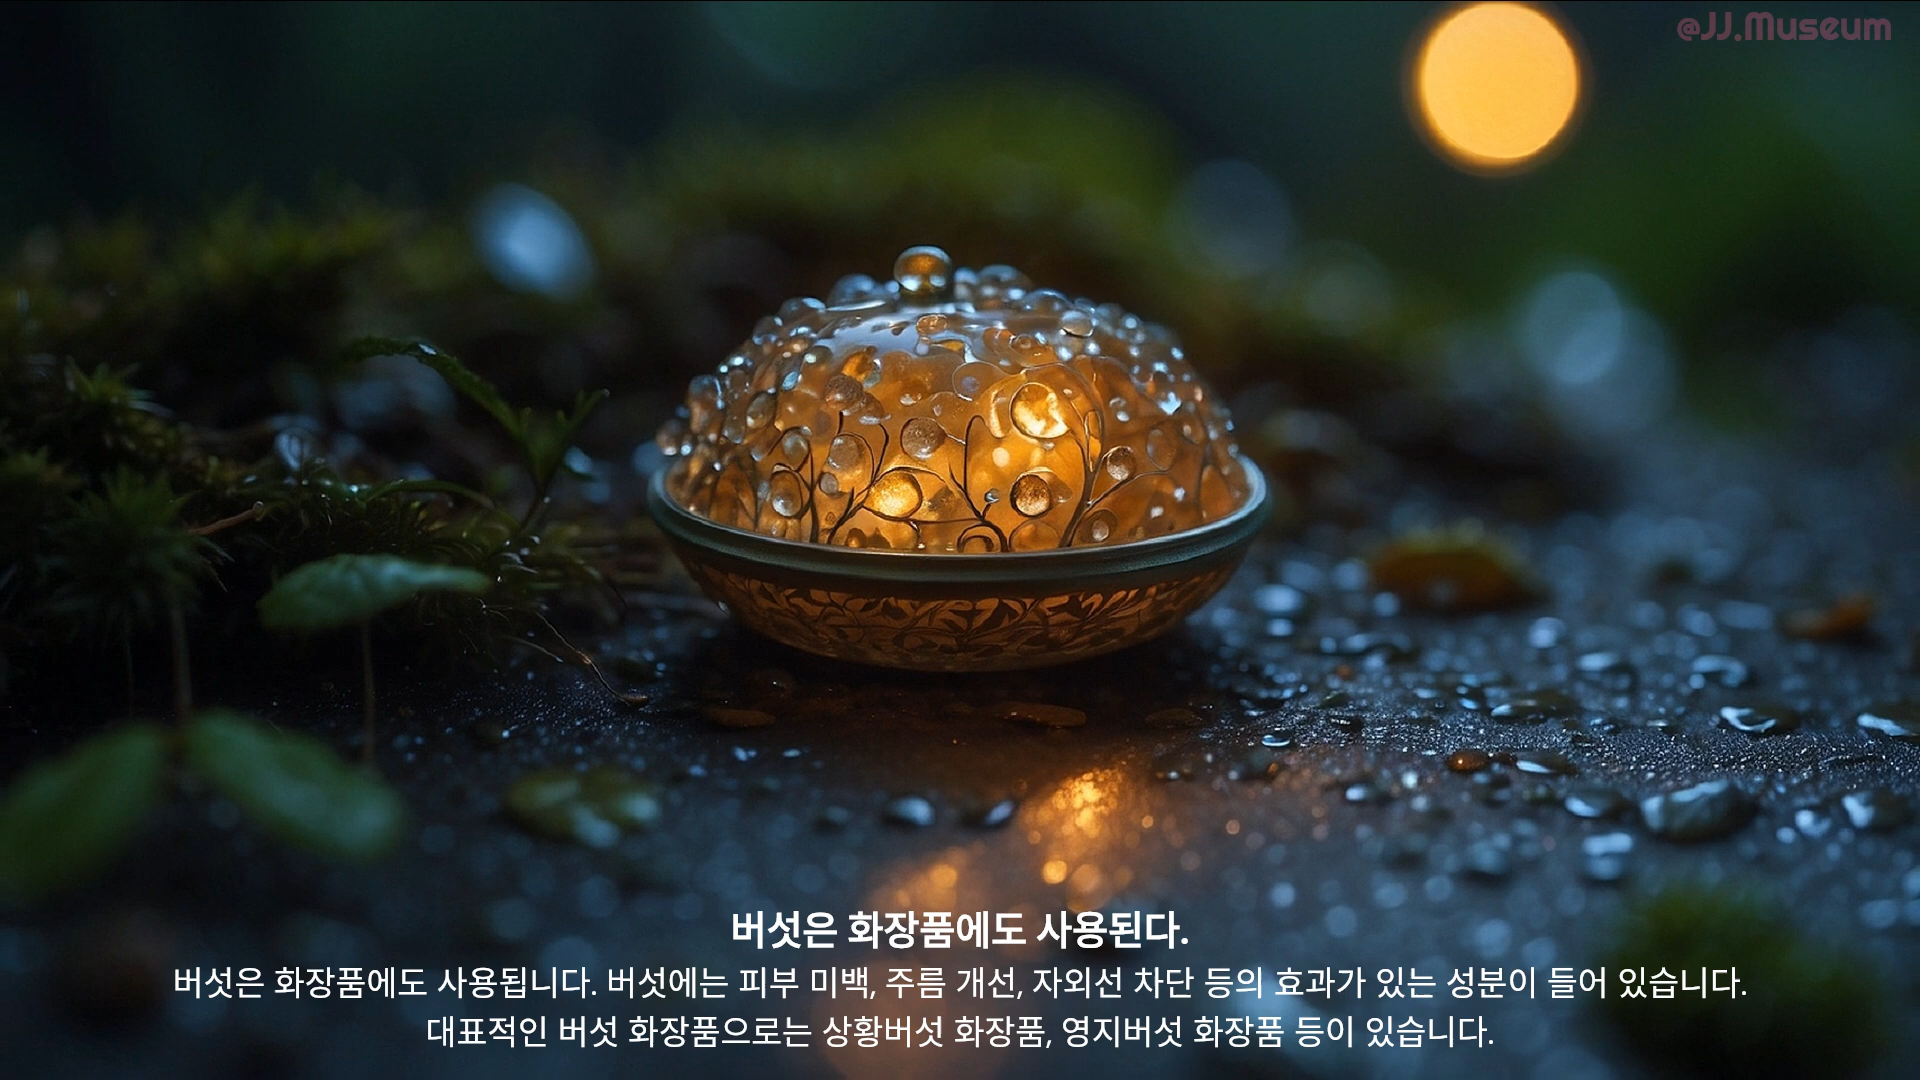 @JJ.Museum
버섯은 화장품에도 사용된다.
버섯은 화장품에도 사용됩니다. 버섯에는 피부 미백, 주름 개선, 자외선 차단 등의 효과가 있는 성분이 들어 있습니다.
대표적인 버섯 화장품으로는 상황버섯 화장품, 영지버섯 화장품 등이 있습니다.